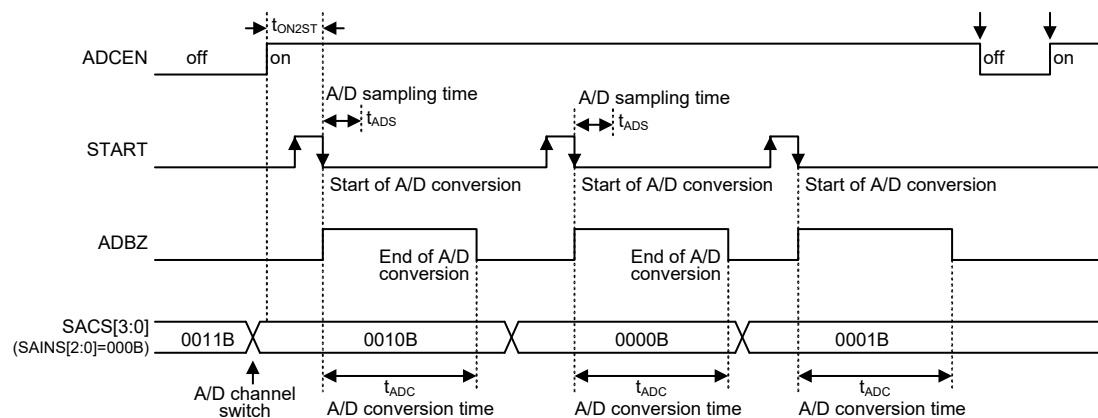 tON2ST
ADCEN off on off on
A/D sampling time A/D sampling time
tADS tADS
START
Start of A/D conversion Start of A/D conversion Start of A/D conversion
ADBZ
End of A/D conversion End of A/D conversion
SACS[3:0]
(SAINS[2:0]=000B)
0011B 0010B 0000B 0001B
A/D channel switch
tADC tADC tADC
A/D conversion time A/D conversion time A/D conversion time